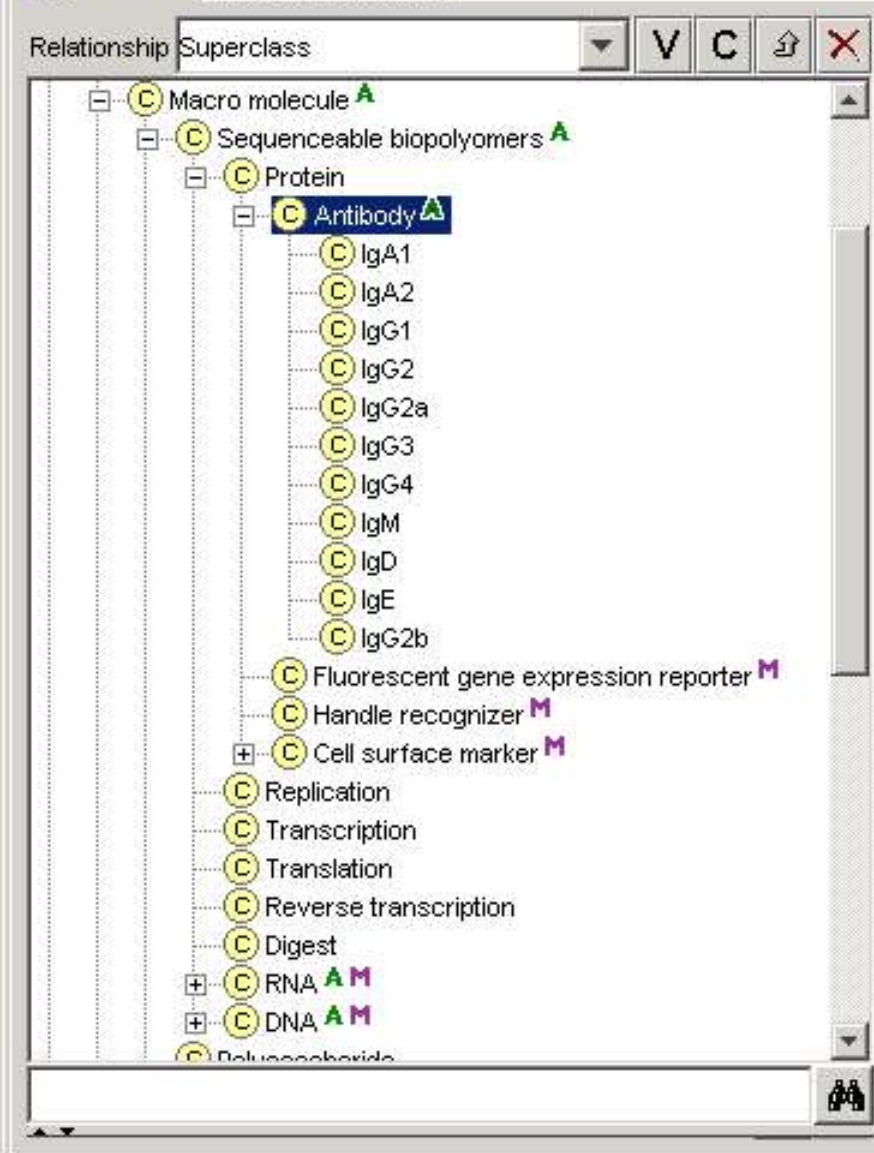 Relationship Superclass V C
C Macro molecule A
C Sequenceable biopolyomers A
C Protein
C Antibody A
C IgA1
C IgA2
C IgG1
C IgG2
C IgG2a
C IgG3
C IgG4
C IgM
C IgD
C IgE
C IgG2b
C Fluorescent gene expression reporter M
C Handle recognizer M
C Cell surface marker M
C Replication
C Transcription
C Translation
C Reverse transcription
C Digest
C RNA A M
C DNA A M